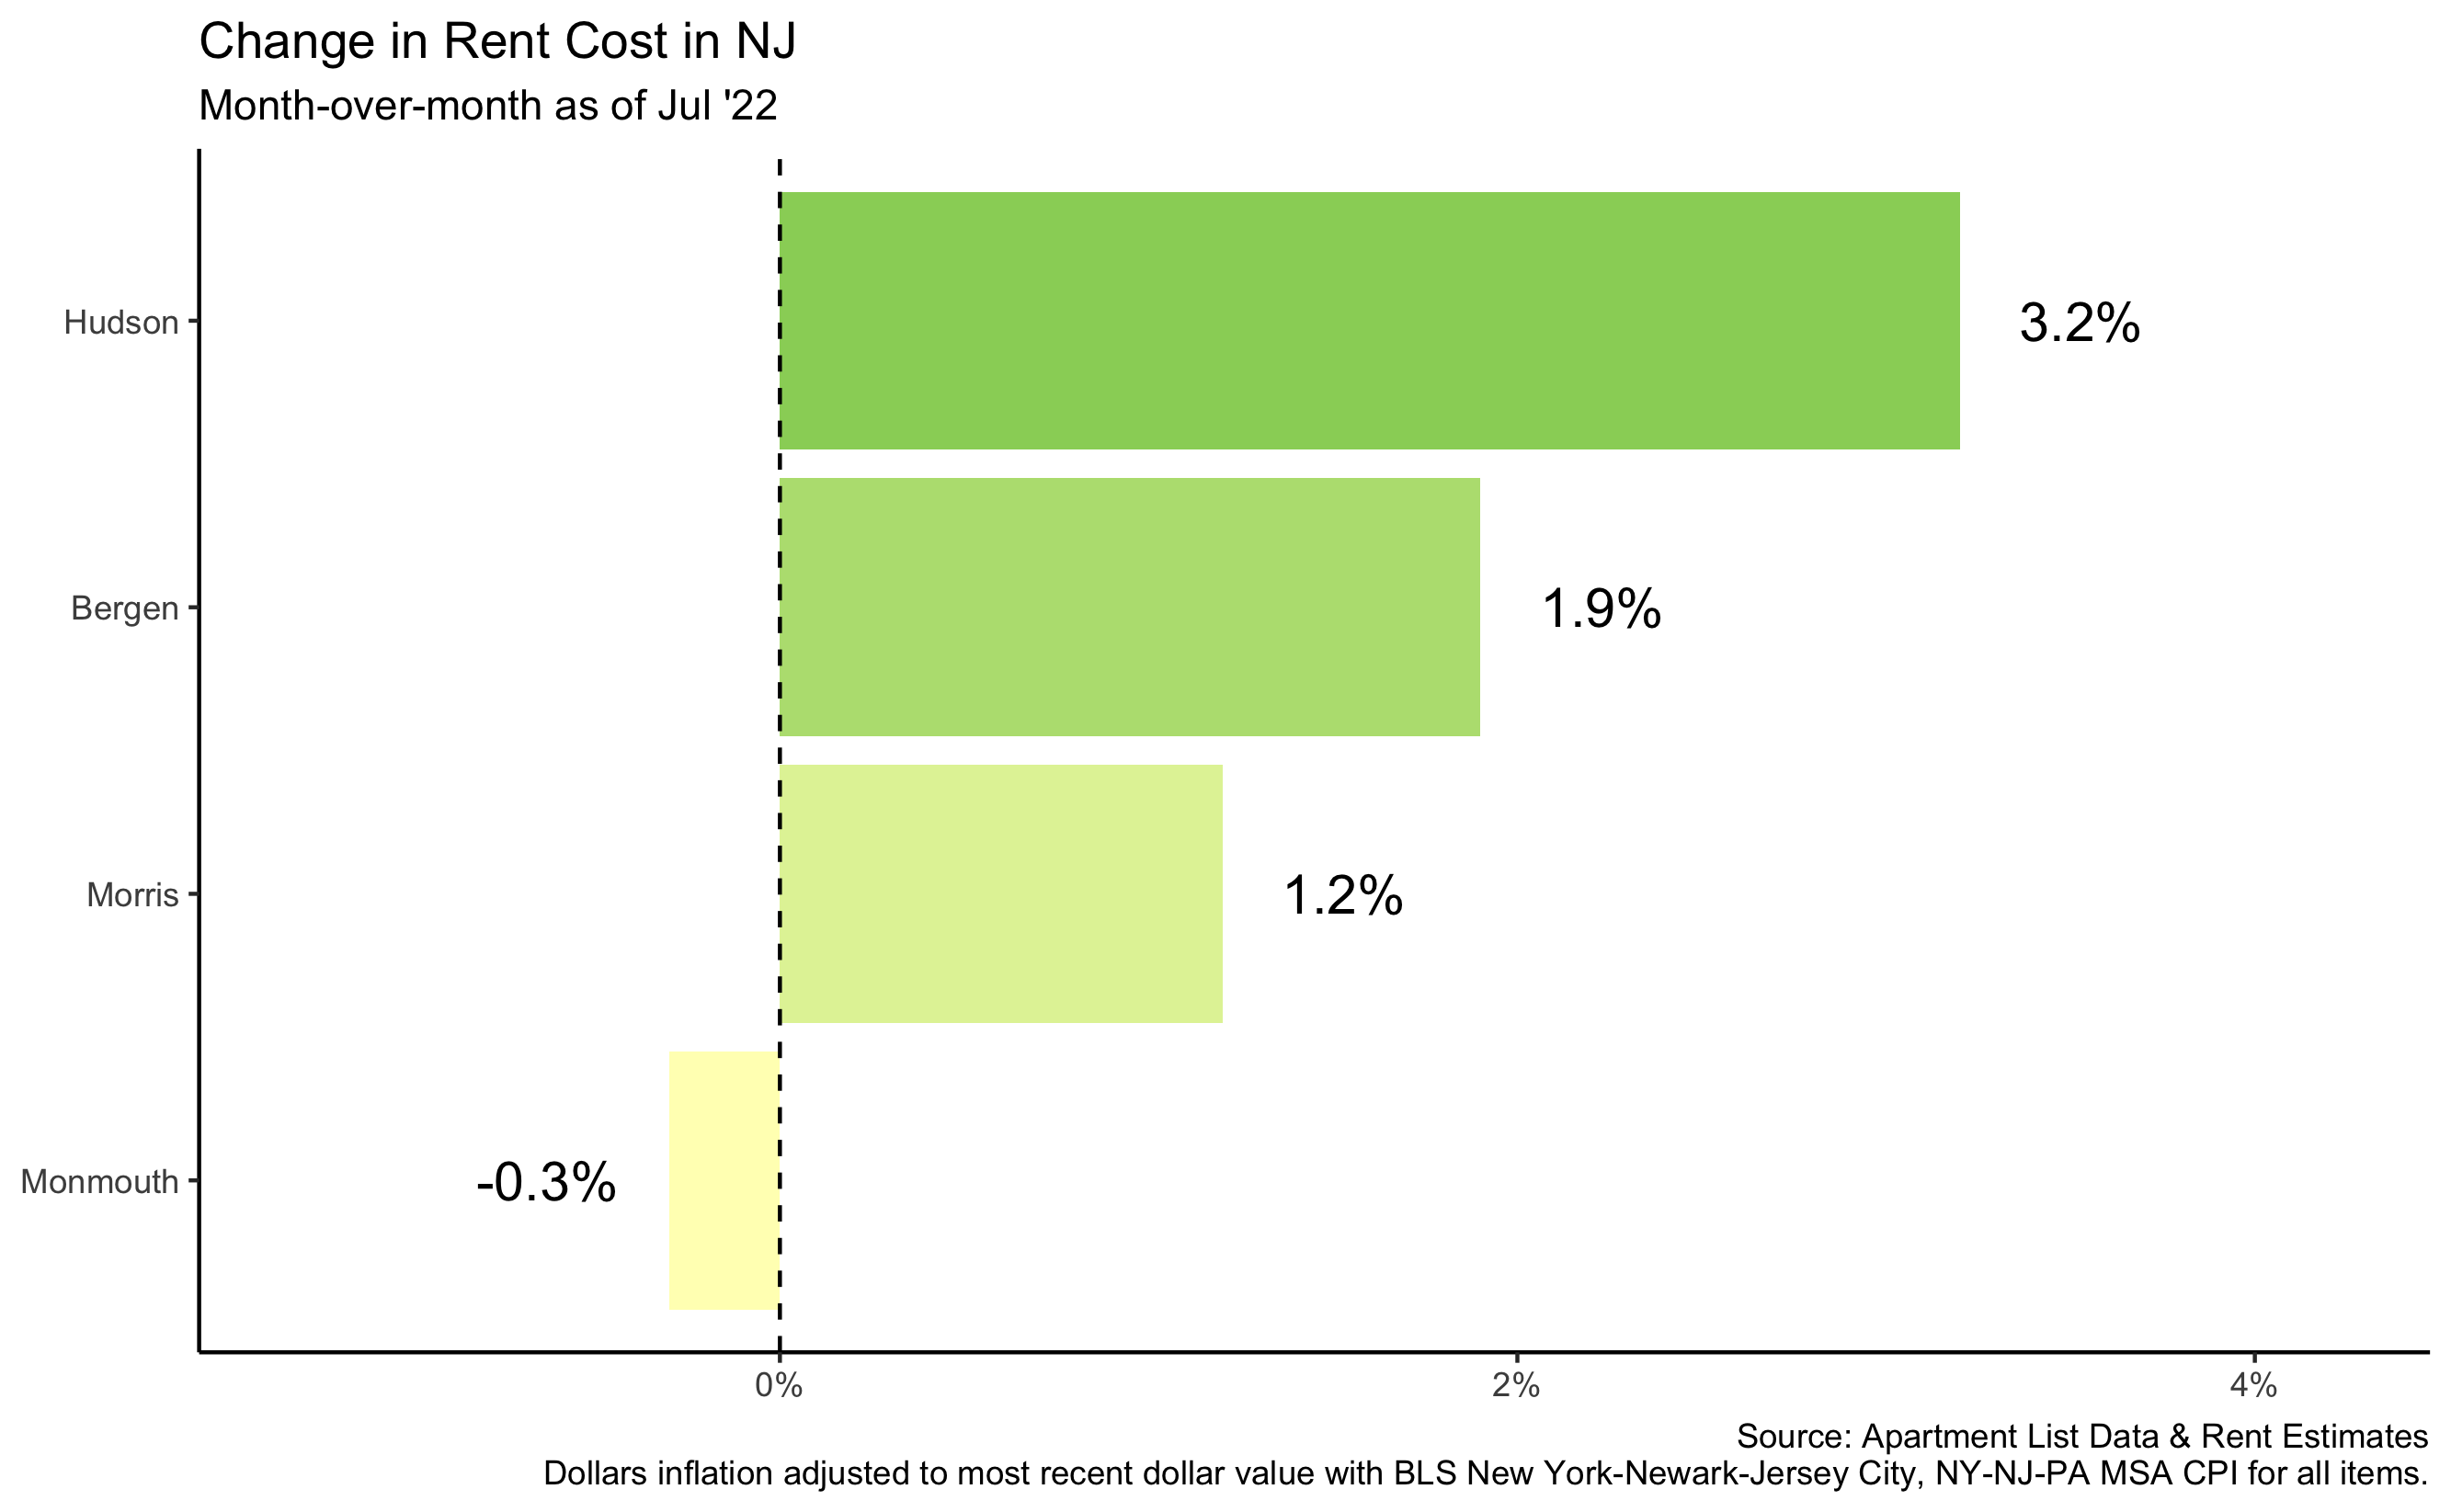 Change in Rent Cost in NJ
Month-over-month as of Jul '22
Hudson
3.2%
Bergen
1.9%
Morris
1.2%
Monmouth
-0.3%
0%
2%
4%
Source: Apartment List Data & Rent Estimates
Dollars inflation adjusted to most recent dollar value with BLS New York-Newark-Jersey City, NY-NJ-PA MSA CPI for all items.